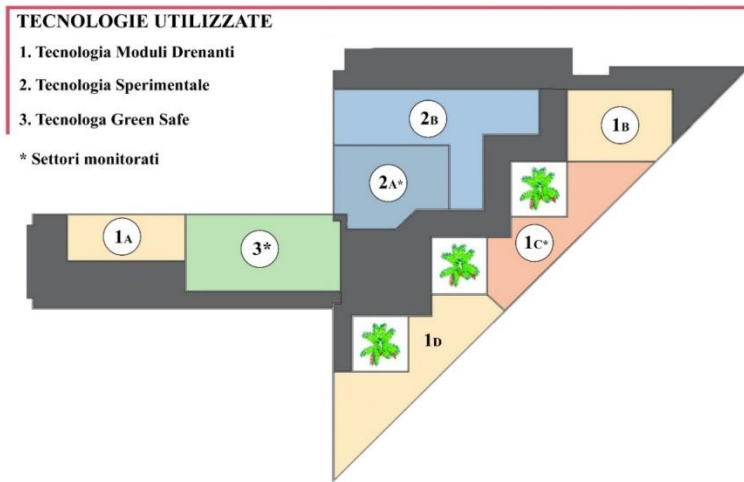 TECNOLOGIE UTILIZZATE
1. Tecnologia Moduli Drenanti
2. Tecnologia Sperimentale
3. Tecnologa Green Safe
* Settori monitorati
2B
1B
2A*
1A
3*
1C*
1D